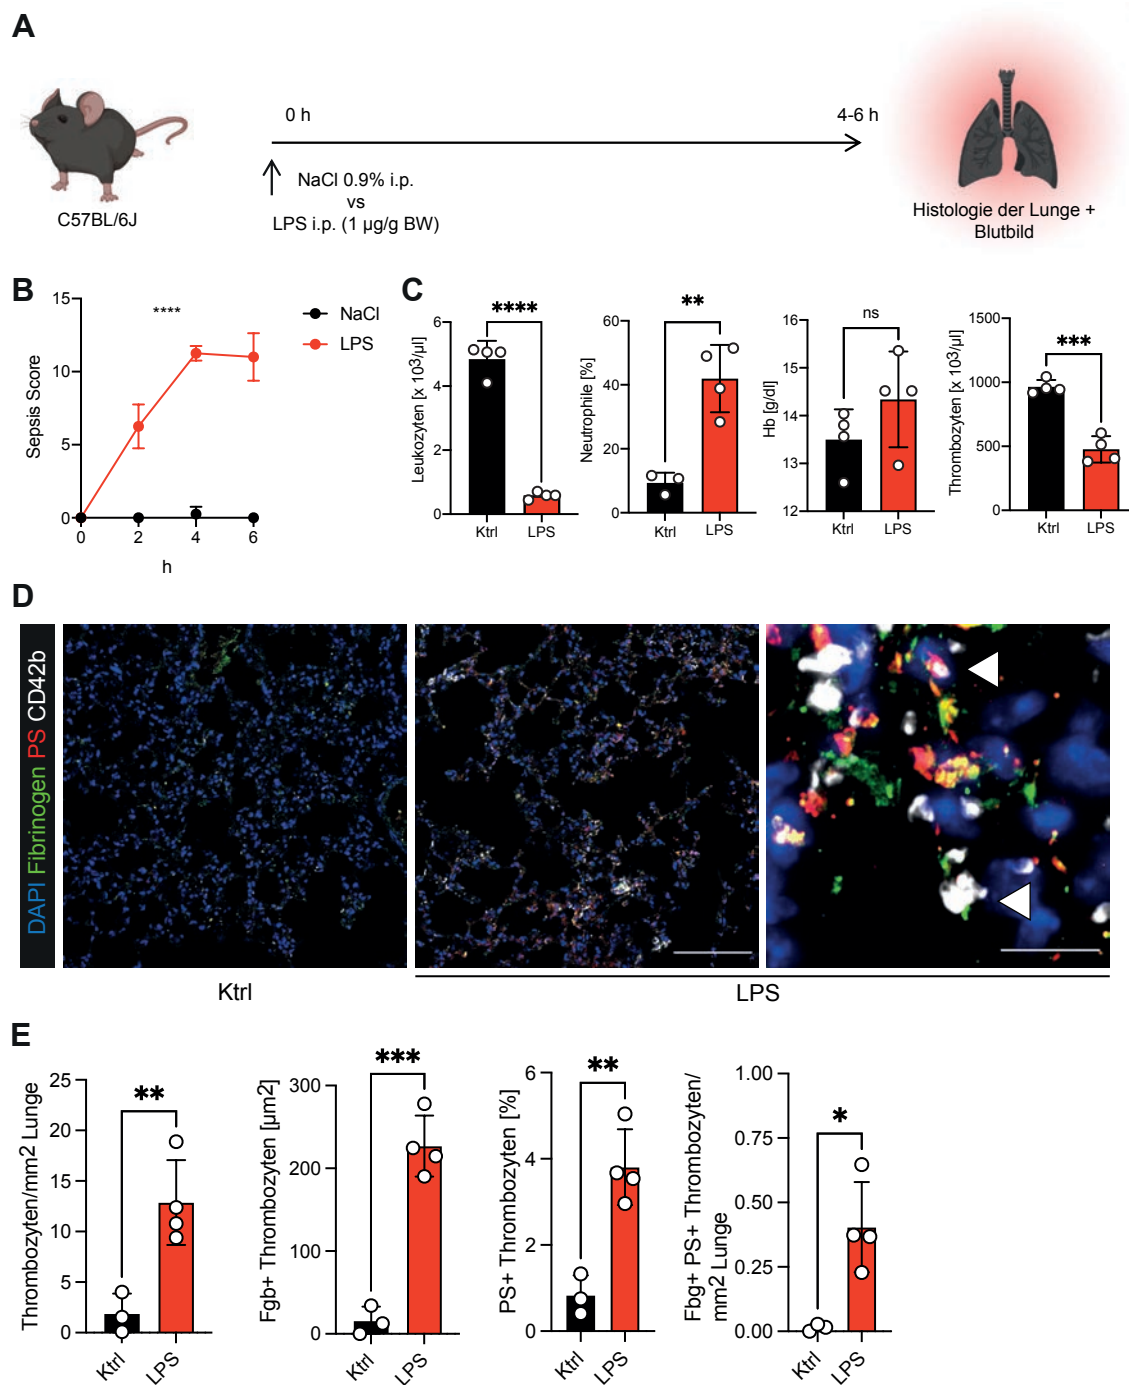 A
0 h
4-6 h
NaCl 0.9% i.p.
vs
LPS i.p. (1 µg/g BW)
C57BL/6J
Histologie der Lunge +
Blutbild
B
Sepsis Score
15
10
5
0
****
0 2 4 6
h
NaCl
LPS
C
Leukozyten [x 10³/µl]
6
4
2
0
****
Ktrl LPS
Neutrophile [%]
60
40
20
0
**
Ktrl LPS
Hb [g/dl]
16
15
14
13
12
ns
Ktrl LPS
Thrombozyten [x 10³/µl]
1500
1000
500
0
***
Ktrl LPS
D
DAPI Fibrinogen PS CD42b
Ktrl
LPS
E
Thrombozyten/mm2 Lunge
25
20
15
10
5
0
**
Ktrl LPS
Fgb+ Thrombozyten [µm2]
300
200
100
0
***
Ktrl LPS
PS+ Thrombozyten [%]
6
4
2
0
**
Ktrl LPS
Fbg+ PS+ Thrombozyten/
mm2 Lunge
1.00
0.75
0.50
0.25
0.00
*
Ktrl LPS